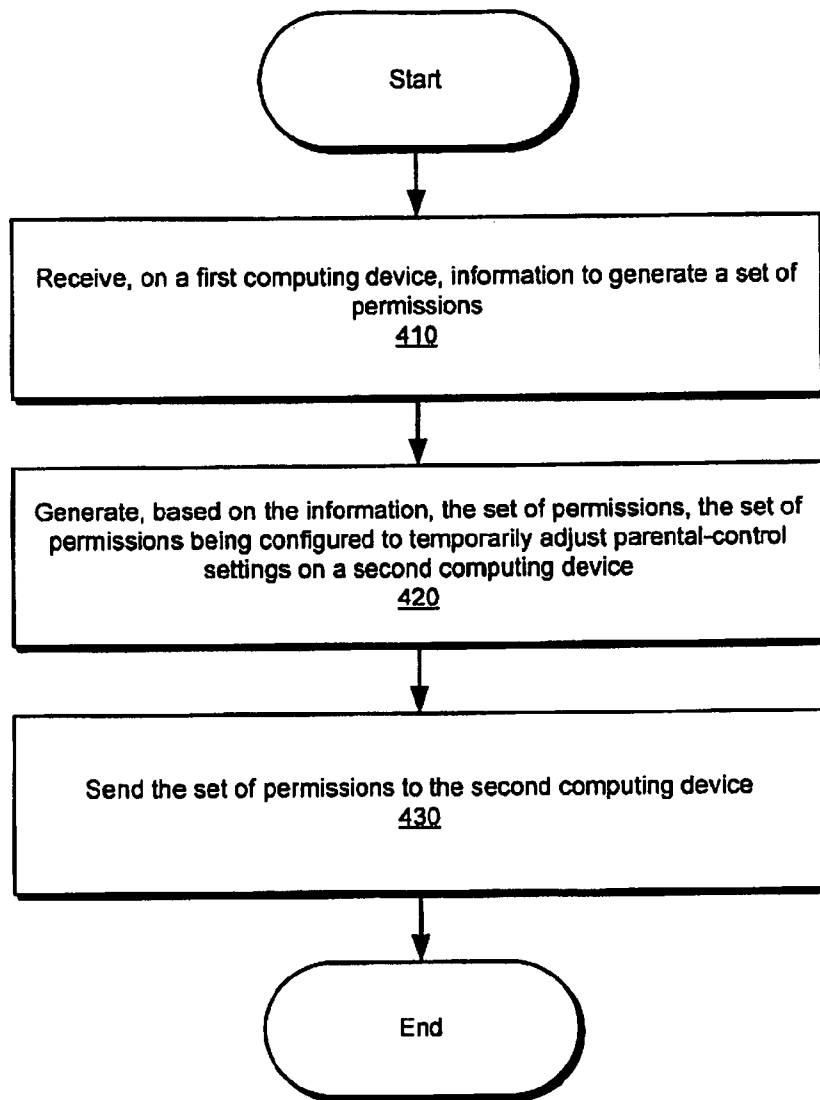 Start
Receive, on a first computing device, information to generate a set of
permissions
410
Generate, based on the information, the set of permissions, the set of
permissions being configured to temporarily adjust parental-control
settings on a second computing device
420
Send the set of permissions to the second computing device
430
End